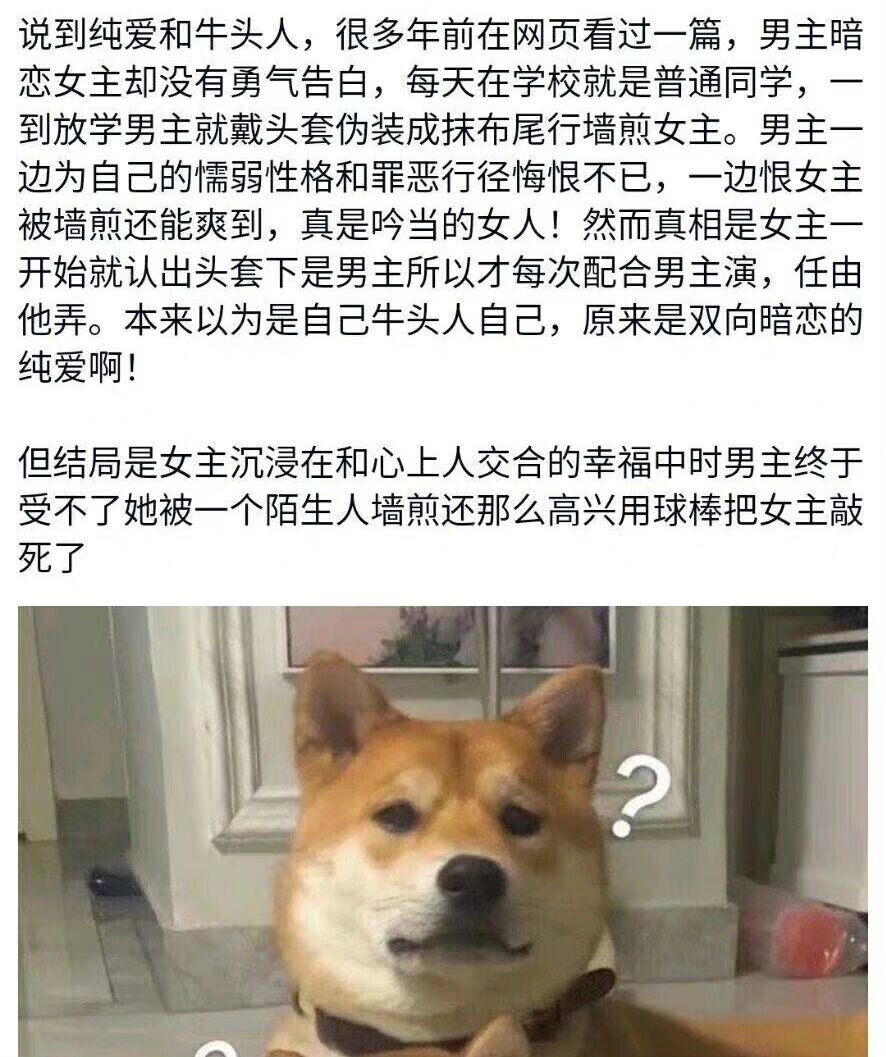 说到纯爱和牛头人，很多年前在网页看过一篇，男主暗
恋女主却没有勇气告白，每天在学校就是普通同学，一
到放学男主就戴头套伪装成抹布尾行墙煎女主。男主一
边为自己的懦弱性格和罪恶行径悔恨不已，一边恨女主
被墙煎还能爽到，真是吟当的女人！然而真相是女主一
开始就认出头套下是男主所以才每次配合男主演，任由
他弄。本来以为是自己牛头人自己，原来是双向暗恋的
纯爱啊！
但结局是女主沉浸在和心上人交合的幸福中时男主终于
受不了她被一个陌生人墙煎还那么高兴用球棒把女主敲
死了
?